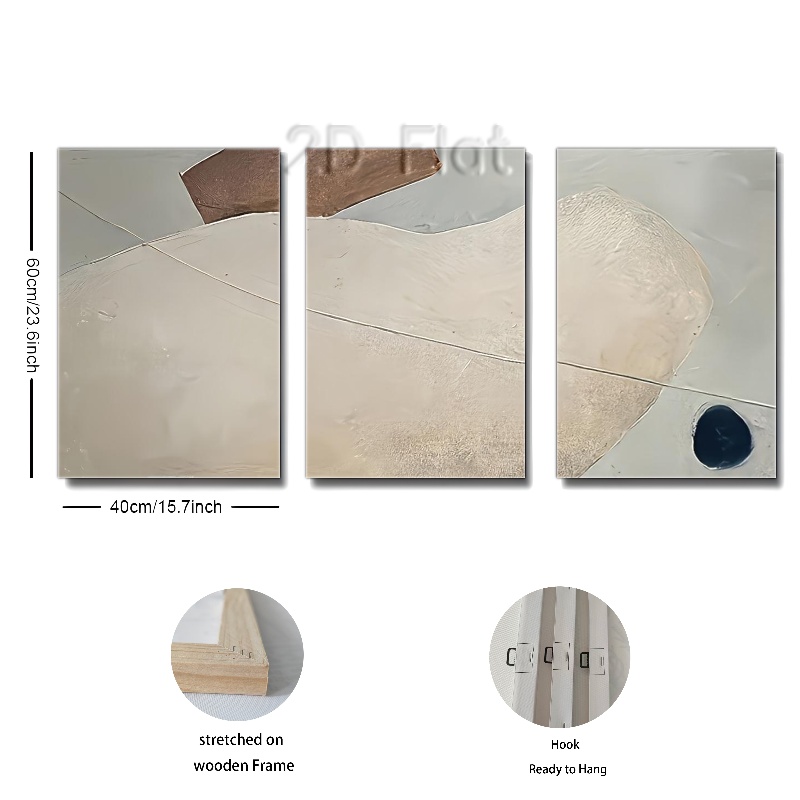 2D Flat
60cm/23.6inch
40cm/15.7inch
stretched on
wooden Frame
Hook
Ready to Hang